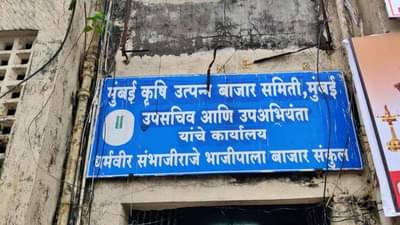 मुंबई कृषि उत्पन्न बाजार समिती, मुंबई
उपसचिव आणि उपअभियंता
यांचे कार्यालय
धर्मवीर संभाजीराजे भाजीपाला बाजार संकुल